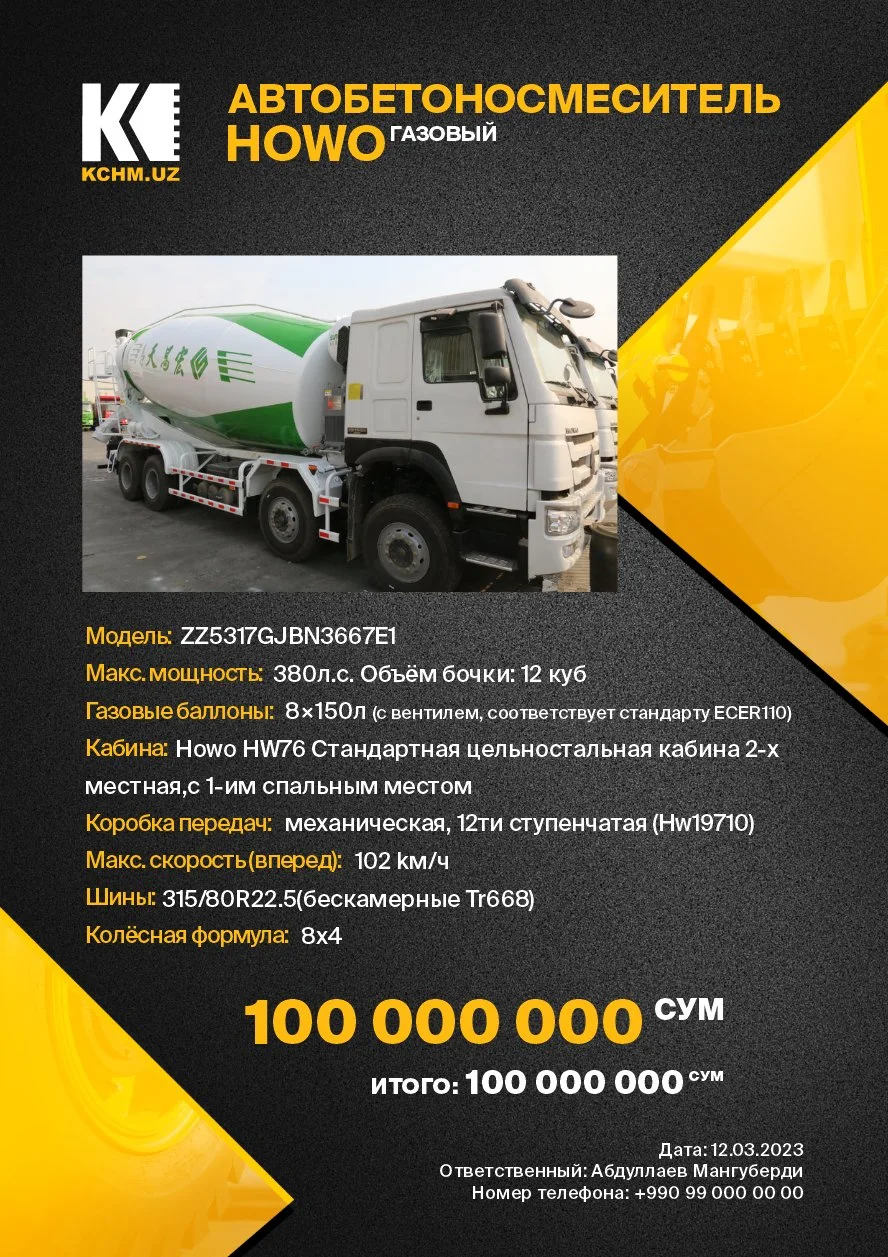 KCHM.UZ
АВТОБЕТОНОСМЕСИТЕЛЬ
HOWO ГАЗОВЫЙ
天蓦宏
Модель: ZZ5317GJBN3667E1
Макс. мощность: 380л.с. Объём бочки: 12 куб
Газовые баллоны: 8×150л (с вентилем, соответствует стандарту ECER110)
Кабина: Howo HW76 Стандартная цельностальная кабина 2-х
местная,с 1-им спальным местом
Коробка передач: механическая, 12ти ступенчатая (Hw19710)
Макс. скорость (вперед): 102 km/ч
Шины: 315/80R22.5(бескамерные Tr668)
Колёсная формула: 8x4
100 000 000 СУМ
итого: 100 000 000 СУМ
Дата: 12.03.2023
Ответственный: Абдуллаев Мангуберди
Номер телефона: +990 99 000 00 00